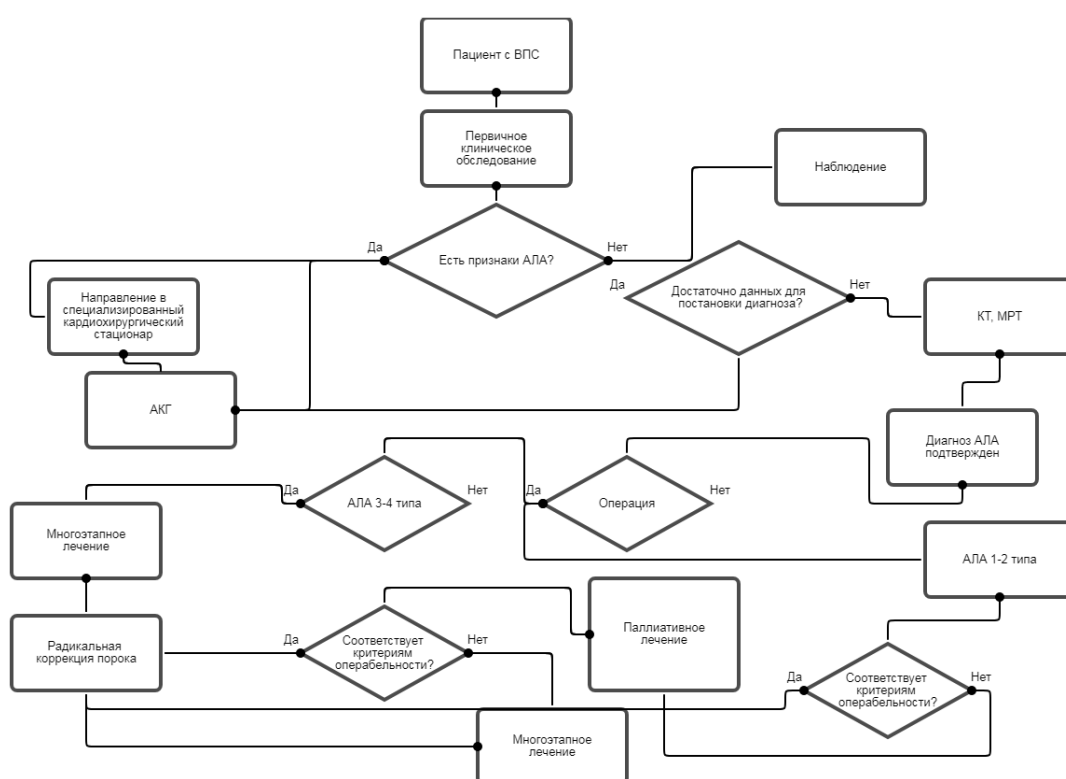 Пациент с ВПС
Первичное
клиническое
обследование
Наблюдение
Да
Есть признаки АЛА?
Нет
Да
Достаточно данных для
постановки диагноза?
Нет
Направление в
специализированный
кардиохирургический
стационар
КТ, МРТ
АКГ
Диагноз АЛА
подтвержден
Да
АЛА 3-4 типа
Нет
Да
Операция
Нет
Многоэтапное
лечение
АЛА 1-2 типа
Радикальная
коррекция порока
Да
Соответствует
критериям
операбельности?
Нет
Паллиативное
лечение
Да
Соответствует
критериям
операбельности?
Нет
Многоэтапное
лечение